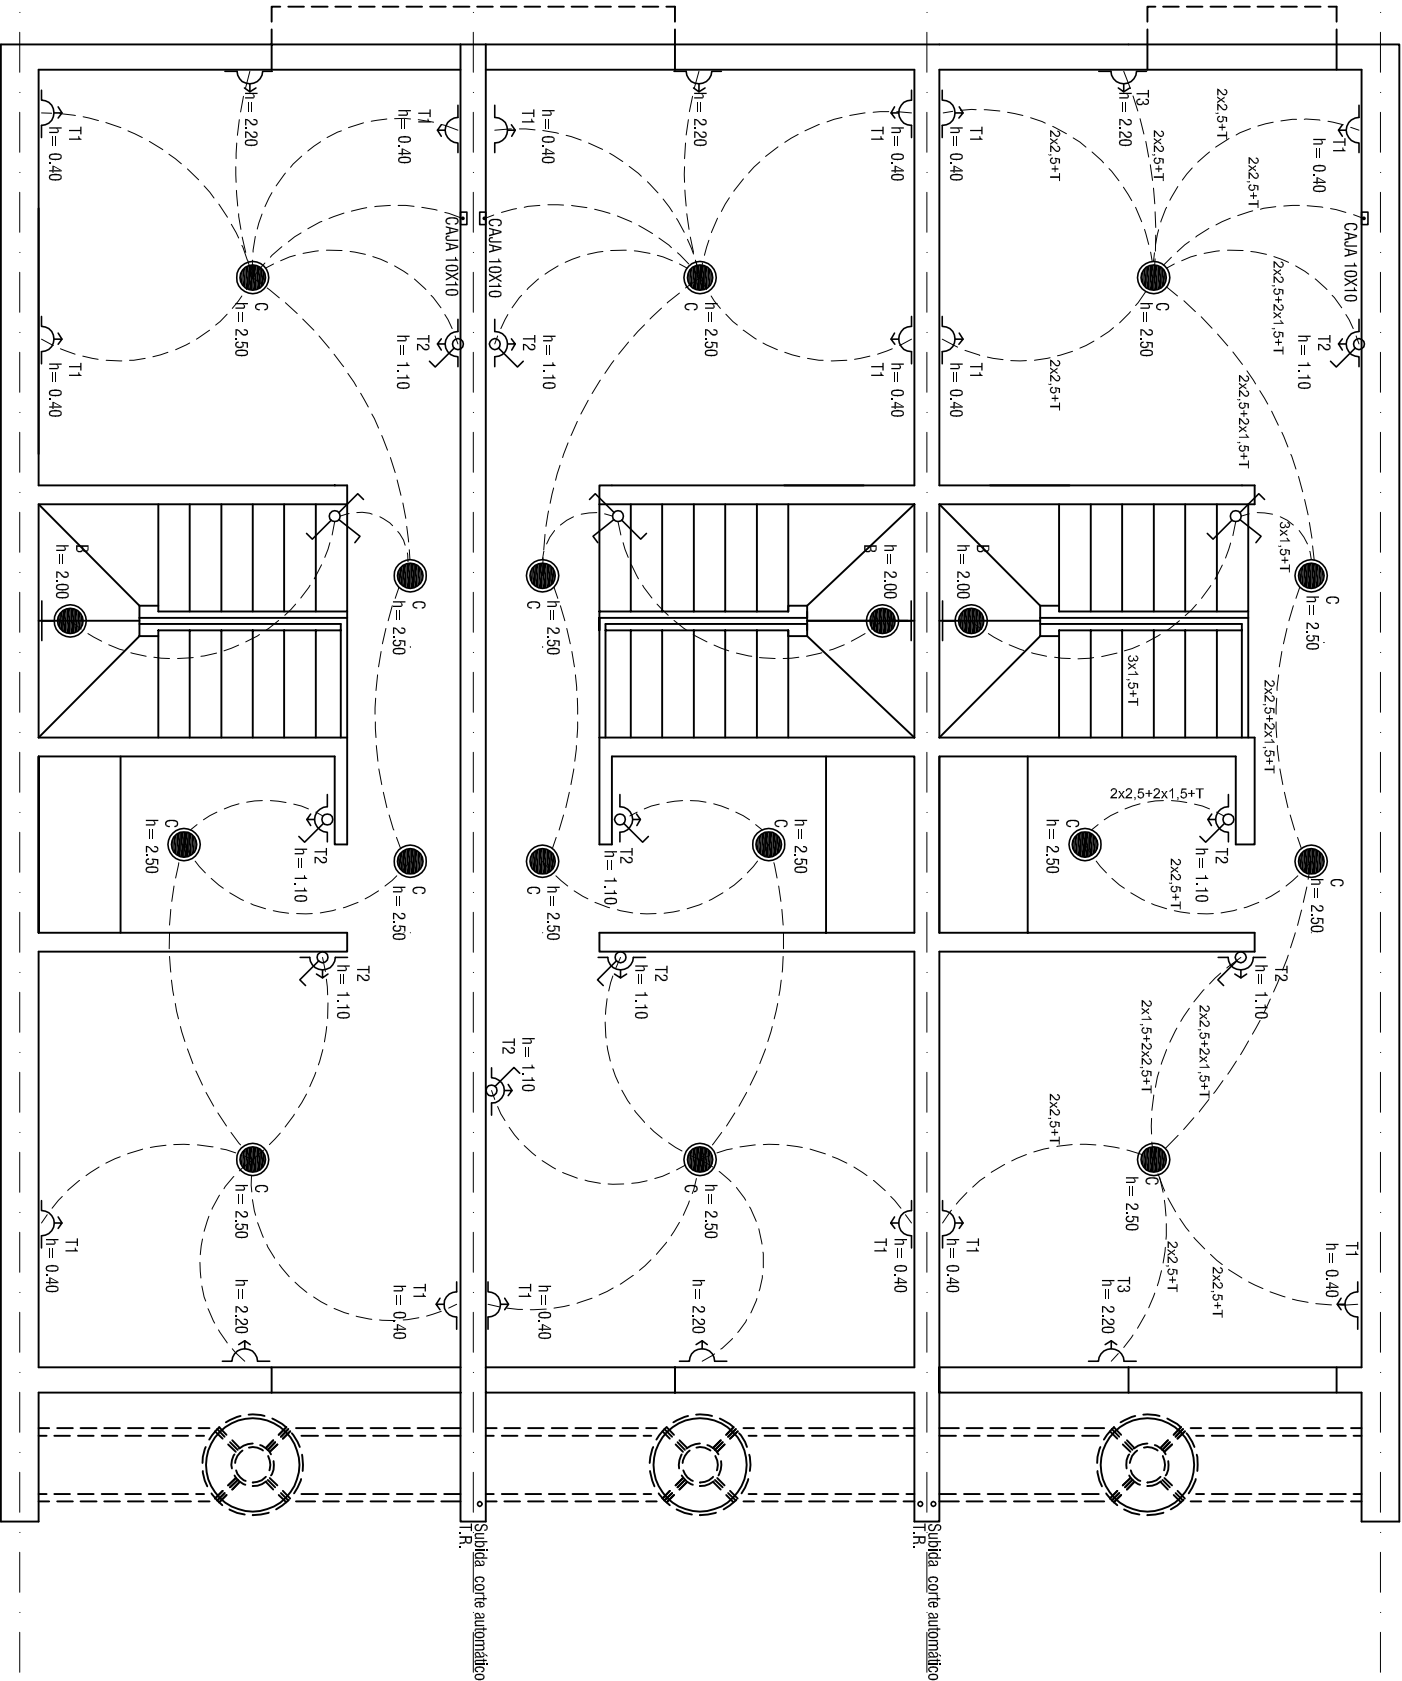 h= 2.20
T1
h= 0.40
T1
h= 0.40
T1
h= 0.40
h= 2.20
T1
h= 0.40
T1
h= 0.40
T3
h= 2.20
2x2,5+T
2x2,5+T
2x2,5+T
2x2,5+T
T1
h= 0.40
CAJA 10X10
CAJA 10X10
CAJA 10X10
C
h= 2.50
T1
h= 0.40
T2
h= 1.10
T2
h= 1.10
C
h= 2.50
T1
h= 0.40
T1
h= 0.40
2x2,5+T
C
h= 2.50
2x2,5+2x1,5+T
2x2,5+2x1,5+T
T2
h= 1.10
B
h= 2.00
C
h= 2.50
C
h= 2.50
B
h= 2.00
B
h= 2.00
3x1,5+T
3x1,5+T
C
h= 2.50
2x2,5+2x1,5+T
C
h= 2.50
T2
h= 1.10
C
h= 2.50
C
h= 2.50
T2
h= 1.10
C
h= 2.50
C
h= 2.50
2x2,5+2x1,5+T
2x2,5+T
T2
h= 1.10
C
h= 2.50
T2
h= 1.10
T2
h= 1.10
T2
h= 1.10
T2
h= 1.10
2x1,5+2x2,5+T
2x2,5+2x1,5+T
2x2,5+T
C
h= 2.50
C
h= 2.50
C
h= 2.50
T1
h= 0.40
h= 2.20
T1
h= 0.40
T1
h= 0.40
h= 2.20
T1
h= 0.40
T1
h= 0.40
T3
h= 2.20
2x2,5+T
2x2,5+T
T1
h= 0.40
Subida corte automático
T.R.
Subida corte automático
T.R.